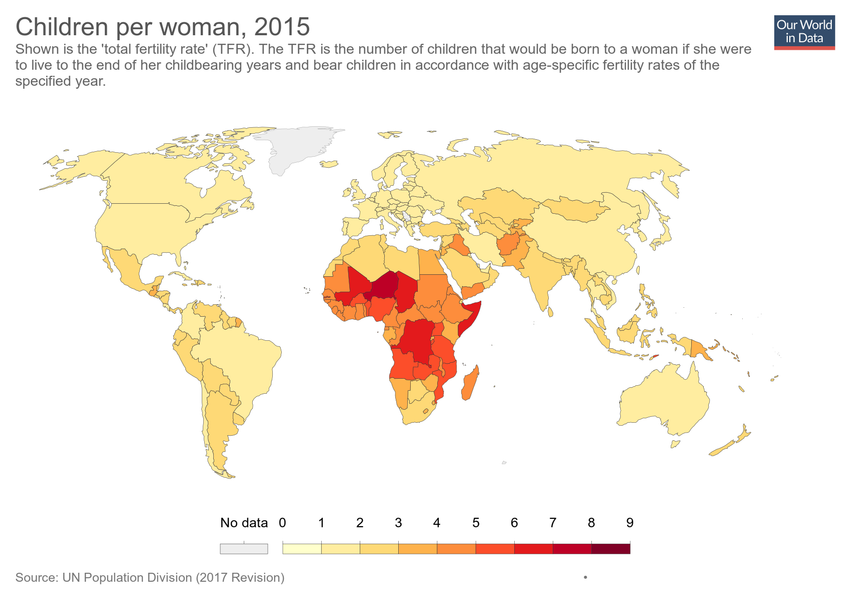 Children per woman, 2015
Our World
in Data
Shown is the 'total fertility rate' (TFR). The TFR is the number of children that would be born to a woman if she were
to live to the end of her childbearing years and bear children in accordance with age-specific fertility rates of the
specified year.
No data 0 1 2 3 4 5 6 7 8 9
Source: UN Population Division (2017 Revision)
•